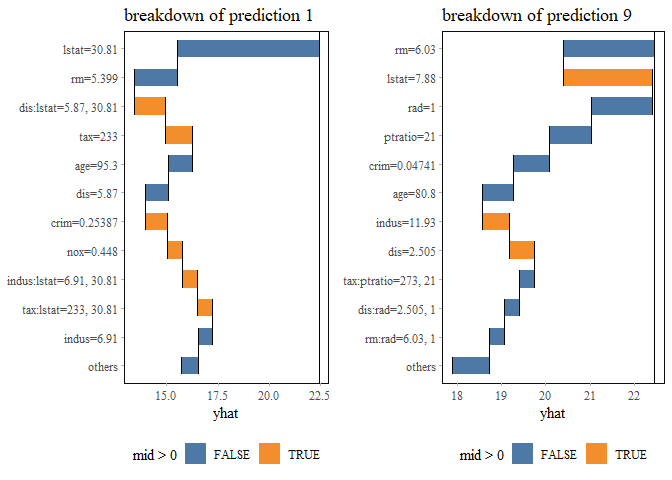 breakdown of prediction 1
lstat=30.81
rm=5.399
dis:lstat=5.87, 30.81
tax=233
age=95.3
dis=5.87
crim=0.25387
nox=0.448
indus:lstat=6.91, 30.81
tax:lstat=233, 30.81
indus=6.91
others
15.0 17.5 20.0 22.5
yhat
mid > 0 FALSE TRUE
breakdown of prediction 9
rm=6.03
lstat=7.88
rad=1
ptratio=21
crim=0.04741
age=80.8
indus=11.93
dis=2.505
tax:ptratio=273, 21
dis:rad=2.505, 1
rm:rad=6.03, 1
others
18 19 20 21 22
yhat
mid > 0 FALSE TRUE